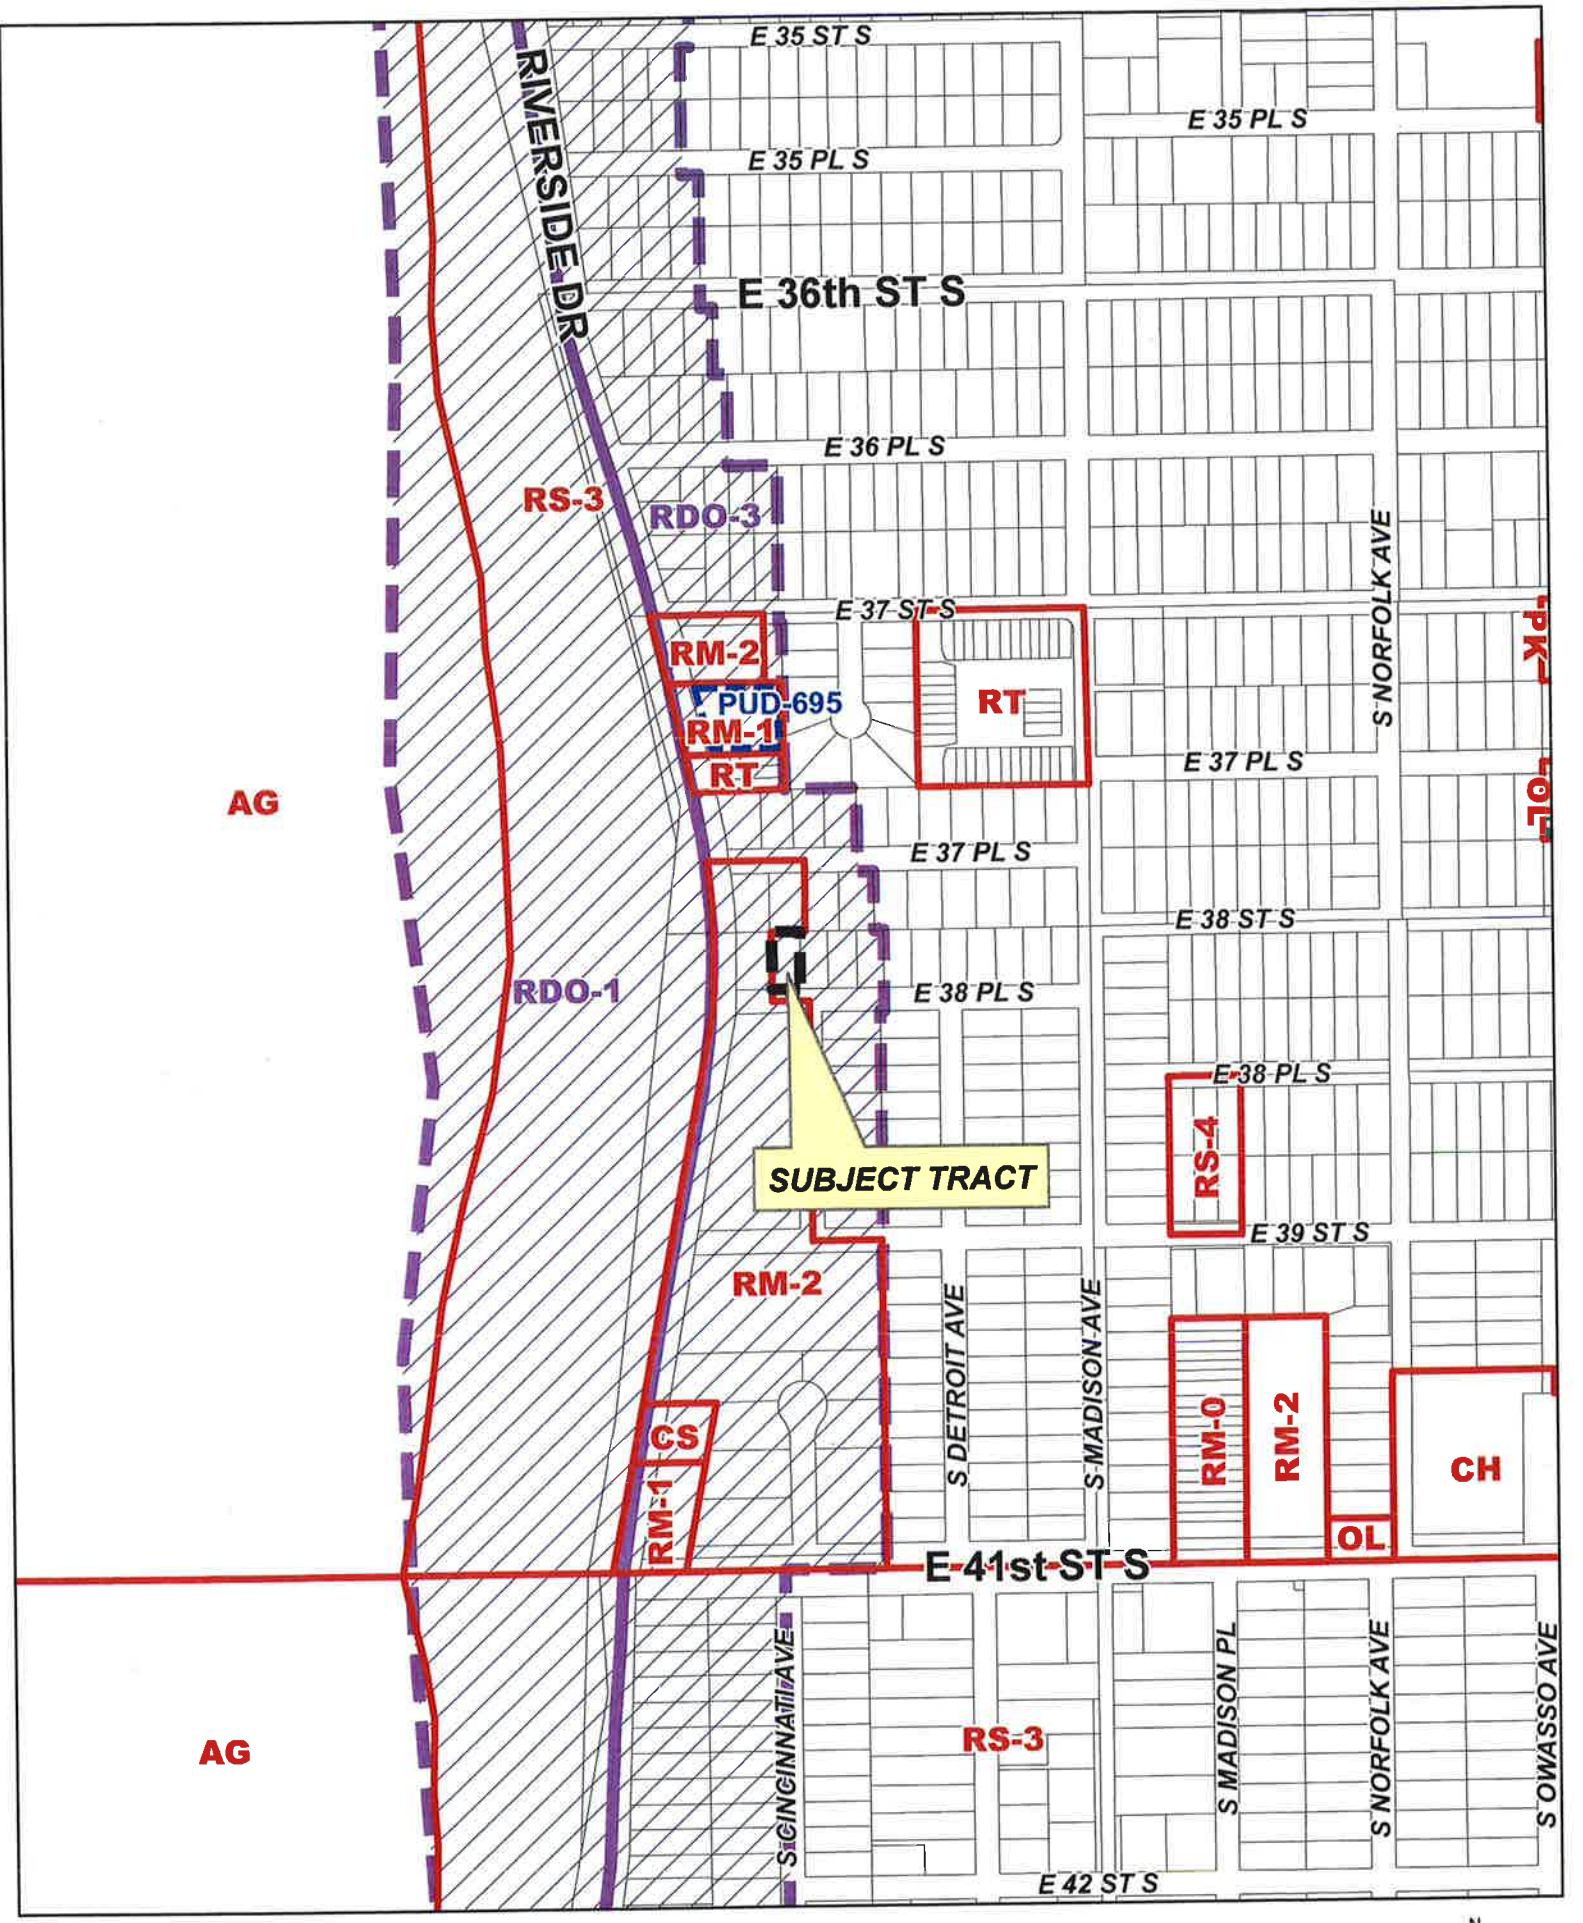 E 35 ST S
RIVERSIDE DR
E 35 PL S
E 35 PL S
E 36th ST S
E 36 PL S
RS-3
RDO-3
S NORFOLK AVE
E 37 ST S
PK
RM-2
PUD-695
RT
RM-1
E 37 PL S
RT
OL
AG
E 37 PL S
E 38 ST S
RDO-1
E 38 PL S
E 38 PL S
RS-4
SUBJECT TRACT
E 39 ST S
RM-2
S DETROIT AVE
S MADISON AVE
CS
RM-0
RM-2
CH
RM-1
OL
E 41st ST S
S CINCINNATI AVE
S MADISON PL
S NORFOLK AVE
S OWASSO AVE
RS-3
AG
E 42 ST S
N